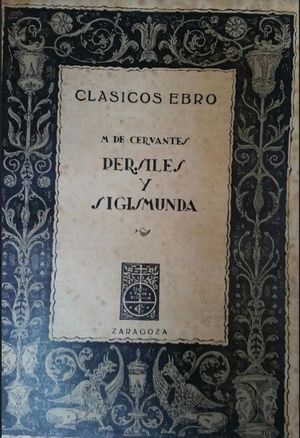 CLASICOS EBRO
M DE CERVANTES
PERSILES
Y
SIGISMUNDA
ZARAGOZA